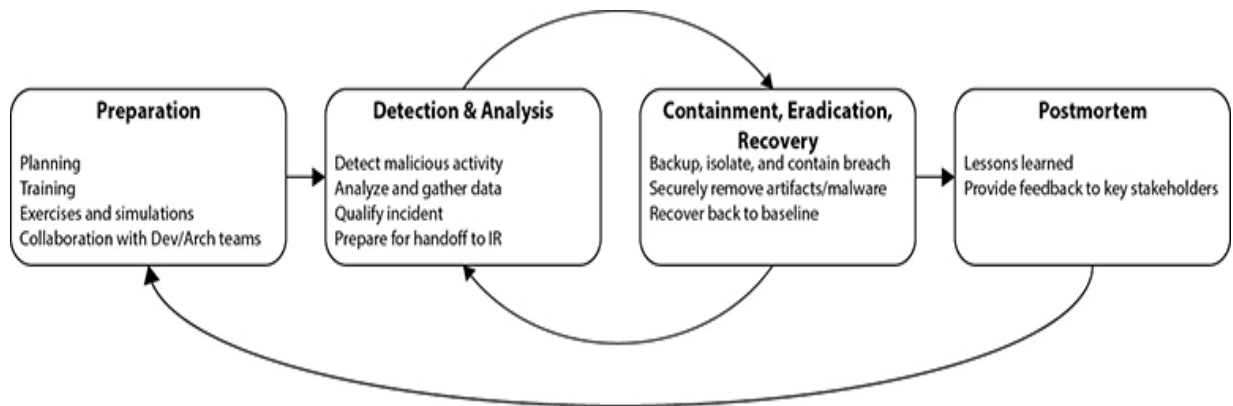 Preparation
Planning
Training
Exercises and simulations
Collaboration with Dev/Arch teams
Detection & Analysis
Detect malicious activity
Analyze and gather data
Qualify incident
Prepare for handoff to IR
Containment, Eradication,
Recovery
Backup, isolate, and contain breach
Securely remove artifacts/malware
Recover back to baseline
Postmortem
Lessons learned
Provide feedback to key stakeholders